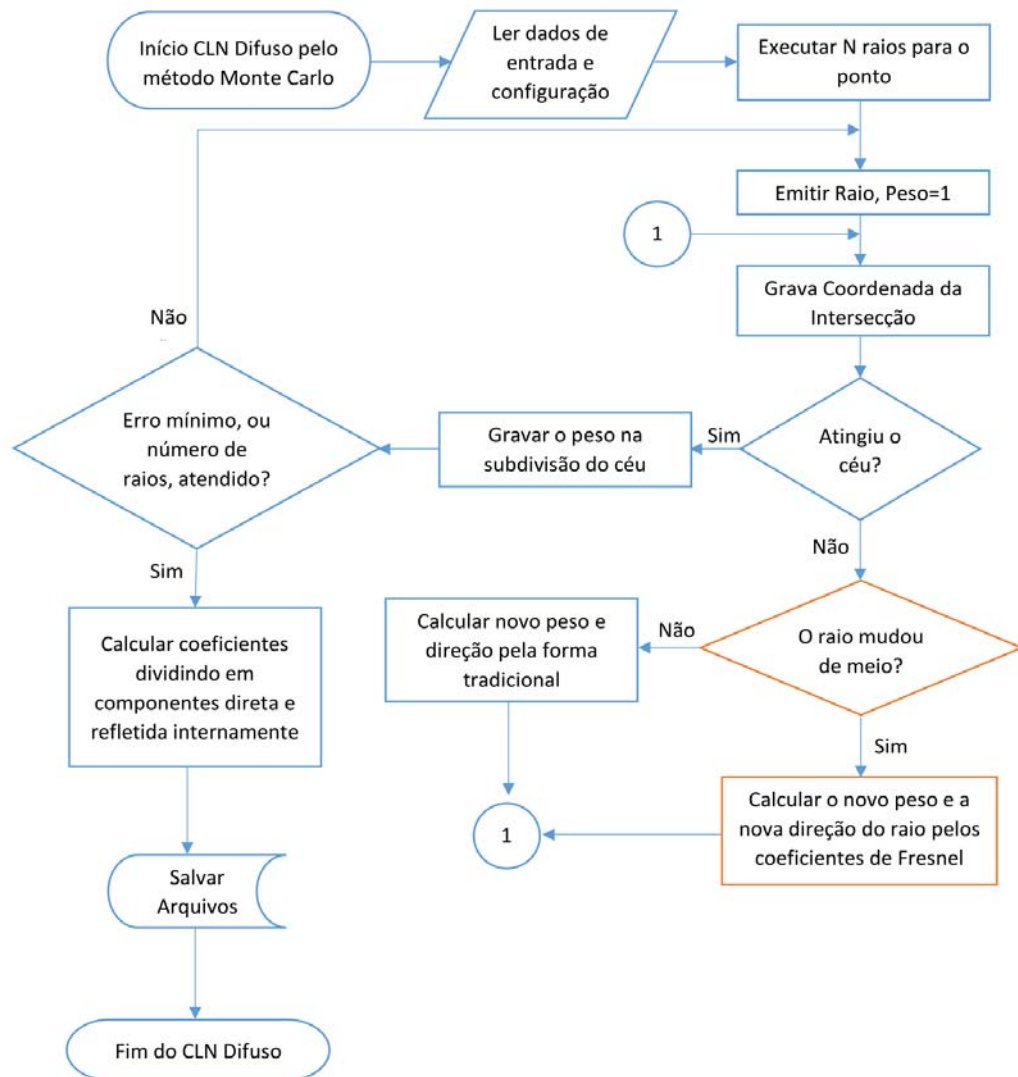 Início CLN Difuso pelo
método Monte Carlo
Ler dados de
entrada e
configuração
Executar N raios para o
ponto
Emitir Raio, Peso=1
1
Grava Coordenada da
Intersecção
Atingiu o
céu?
Sim
Gravar o peso na
subdivisão do céu
Erro mínimo, ou
número de
raios, atendido?
Não
Sim
Calcular coeficientes
dividindo em
componentes direta e
refletida internamente
Salvar
Arquivos
Fim do CLN Difuso
Não
O raio mudou
de meio?
Não
Calcular novo peso e
direção pela forma
tradicional
Sim
Calcular o novo peso e a
nova direção do raio pelos
coeficientes de Fresnel
1